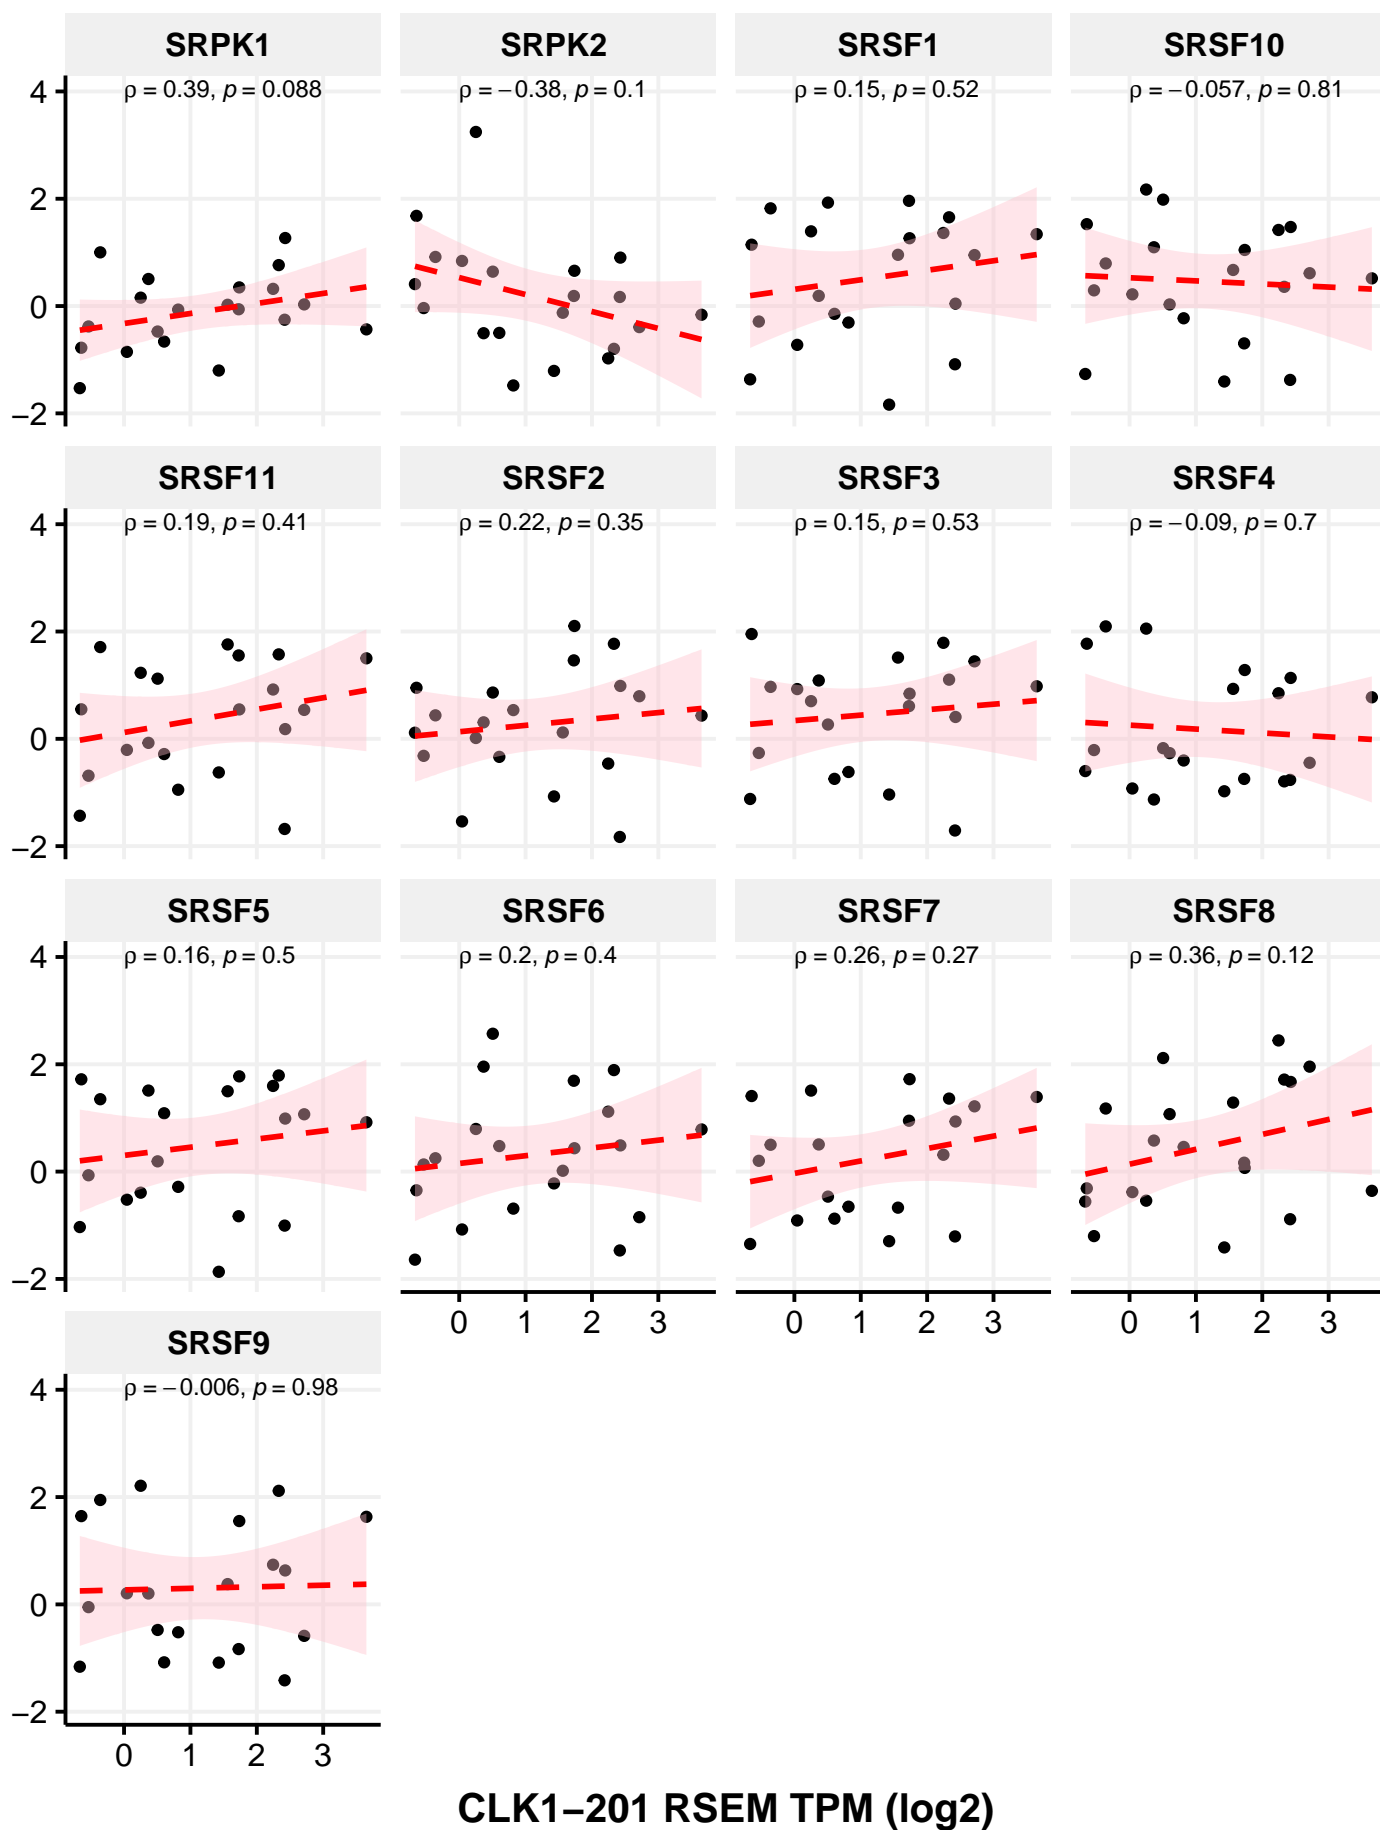 SRPK1 SRPK2 SRSF1 SRSF10
4 ρ = 0.39, p = 0.088 ρ = −0.38, p = 0.1 ρ = 0.15, p = 0.52 ρ = −0.057, p = 0.81
2
0
−2
SRSF11 SRSF2 SRSF3 SRSF4
4 ρ = 0.19, p = 0.41 ρ = 0.22, p = 0.35 ρ = 0.15, p = 0.53 ρ = −0.09, p = 0.7
2
0
−2
SRSF5 SRSF6 SRSF7 SRSF8
4 ρ = 0.16, p = 0.5 ρ = 0.2, p = 0.4 ρ = 0.26, p = 0.27 ρ = 0.36, p = 0.12
2
0
−2
0 1 2 3 0 1 2 3 0 1 2 3
SRSF9
4 ρ = −0.006, p = 0.98
2
0
−2
0 1 2 3
CLK1−201 RSEM TPM (log2)